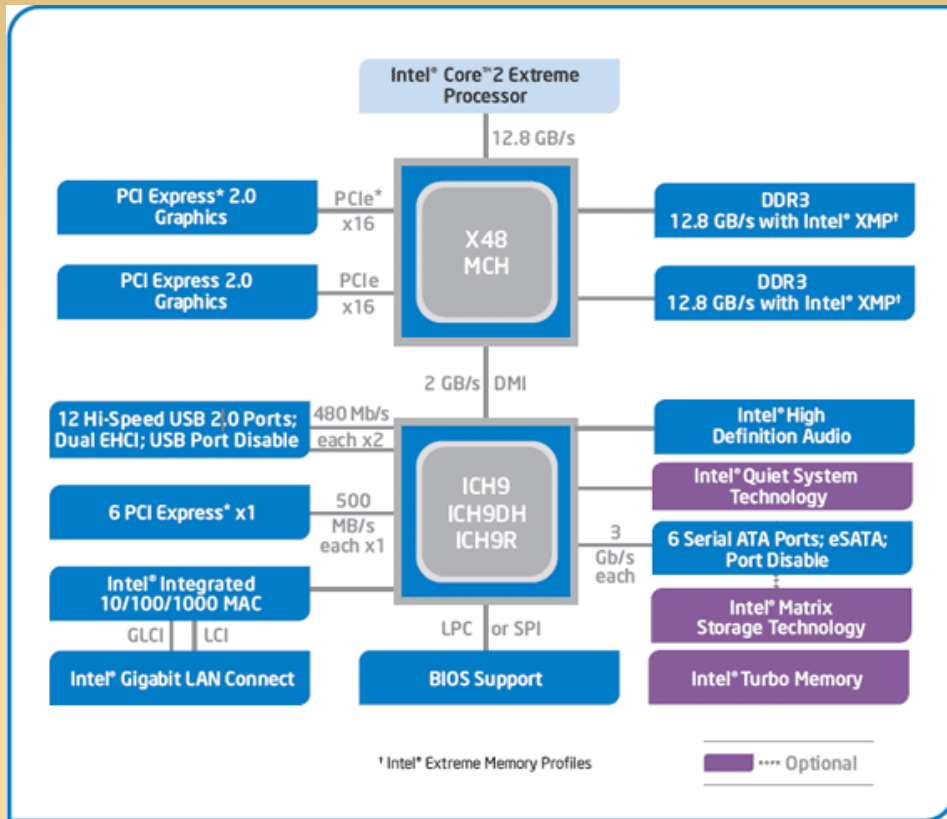 Intel® Core™2 Extreme
Processor
12.8 GB/s
PCI Express* 2.0
Graphics
PCIe*
x16
X48
MCH
DDR3
12.8 GB/s with Intel® XMP†
PCI Express 2.0
Graphics
PCIe
x16
DDR3
12.8 GB/s with Intel® XMP†
2 GB/s DMI
12 Hi-Speed USB 2.0 Ports;
Dual EHCI; USB Port Disable
480 Mb/s
each x2
ICH9
ICH9DH
ICH9R
Intel® High
Definition Audio
Intel® Quiet System
Technology
6 PCI Express* x1
500
MB/s
each x1
3
Gb/s
each
6 Serial ATA Ports; eSATA;
Port Disable
Intel® Integrated
10/100/1000 MAC
Intel® Matrix
Storage Technology
GLCI LCI
LPC or SPI
Intel® Gigabit LAN Connect
BIOS Support
Intel® Turbo Memory
† Intel® Extreme Memory Profiles
Optional